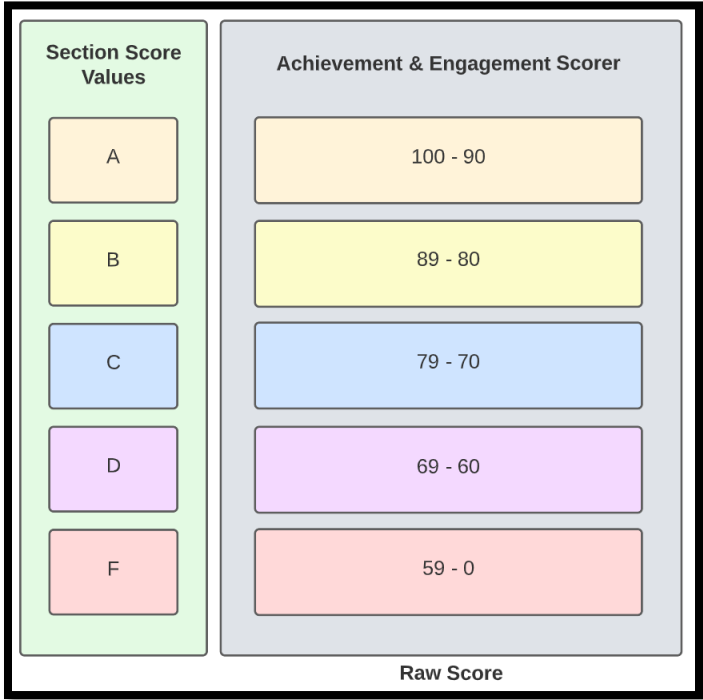 Section Score
Values
Achievement & Engagement Scorer
A
100 - 90
B
89 - 80
C
79 - 70
D
69 - 60
F
59 - 0
Raw Score